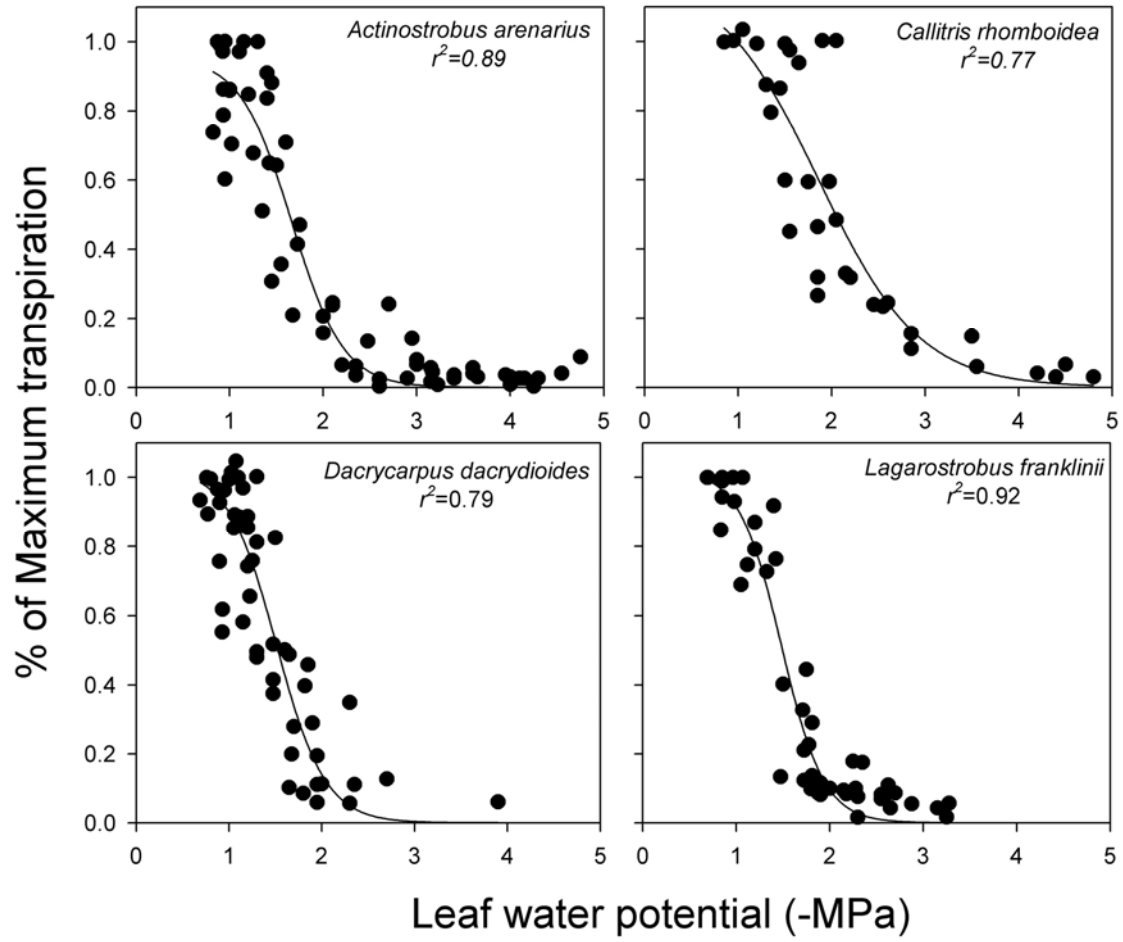 % of Maximum transpiration
Actinostrobus arenarius
r²=0.89
1.0
0.8
0.6
0.4
0.2
0.0
0 1 2 3 4 5
Callitris rhomboidea
r²=0.77
0 1 2 3 4 5
Dacrycarpus dacrydioides
r²=0.79
1.0
0.8
0.6
0.4
0.2
0.0
0 1 2 3 4 5
Lagarostrobus franklinii
r²=0.92
0 1 2 3 4 5
Leaf water potential (-MPa)